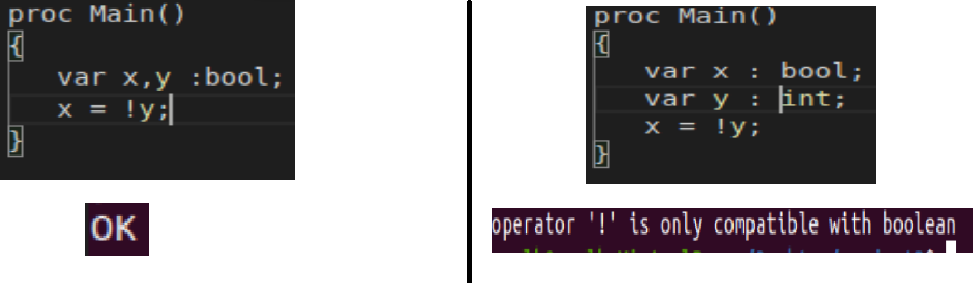 proc Main()
{
var x,y :bool;
x = !y;
}
OK
proc Main()
{
var x : bool;
var y : int;
x = !y;
}
operator '!' is only compatible with boolean